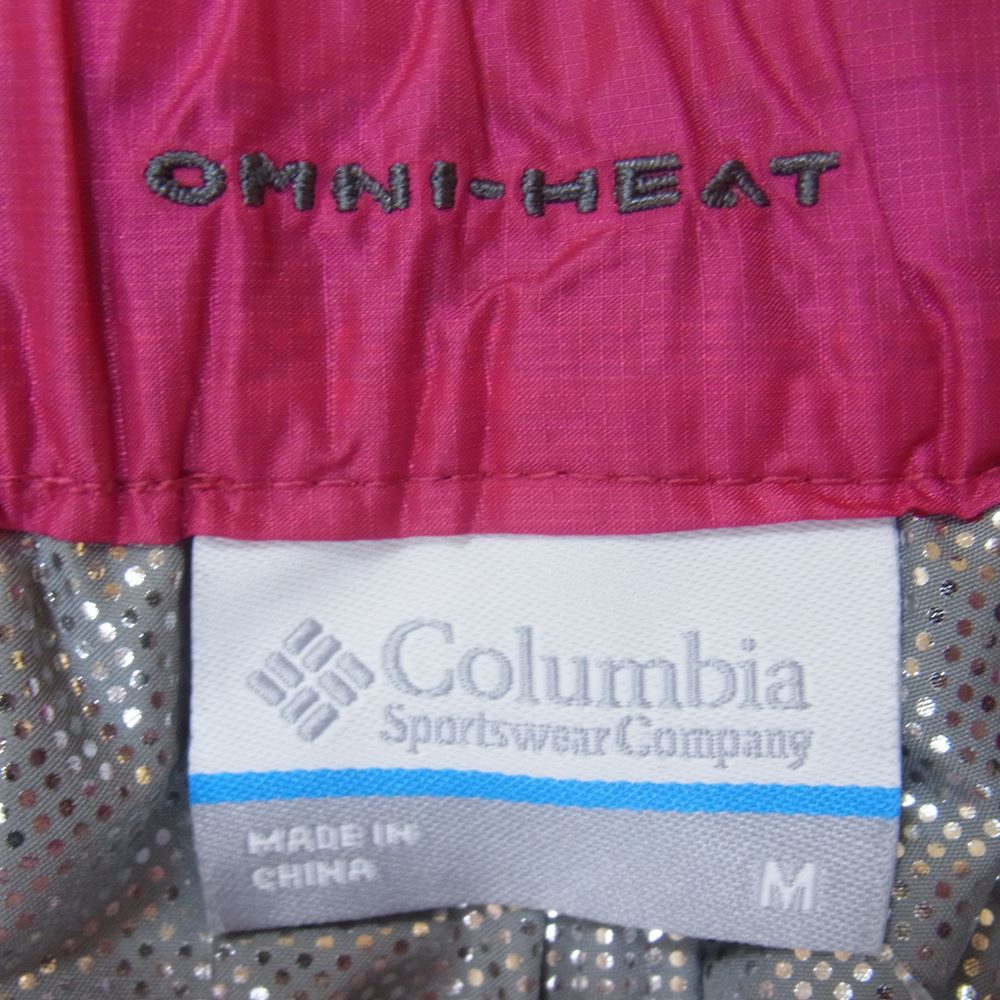 OMNI-HEAT
Columbia
Sportswear Company
MADE IN
CHINA
M